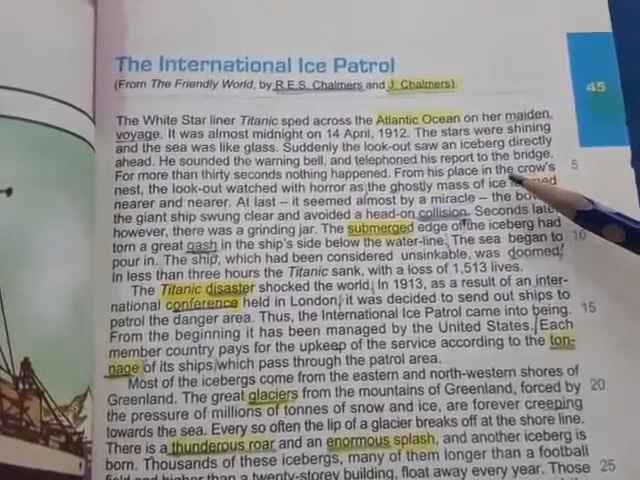 The International Ice Patrol
(From The Friendly World, by R.E.S. Chalmers and J. Chalmers)
45
The White Star liner Titanic sped across the Atlantic Ocean on her maiden
voyage. It was almost midnight on 14 April, 1912. The stars were shining
and the sea was like glass. Suddenly the look-out saw an iceberg directly
ahead. He sounded the warning bell, and telephoned his report to the bridge.
For more than thirty seconds nothing happened. From his place in the crow's 5
nest, the look-out watched with horror as the ghostly mass of ice
nearer and nearer. At last – it seemed almost by a miracle – the
the giant ship swung clear and avoided a head-on collision. Seconds later,
however, there was a grinding jar. The submerged edge of the iceberg had
torn a great gash in the ship's side below the water-line. The sea began to 10
pour in. The ship, which had been considered unsinkable, was doomed.
In less than three hours the Titanic sank, with a loss of 1,513 lives.
The Titanic disaster shocked the world. In 1913, as a result of an inter-
national conference held in London, it was decided to send out ships to
patrol the danger area. Thus, the International Ice Patrol came into being. 15
From the beginning it has been managed by the United States. Each
member country pays for the upkeep of the service according to the ton-
nage of its ships which pass through the patrol area.
Most of the icebergs come from the eastern and north-western shores of
Greenland. The great glaciers from the mountains of Greenland, forced by 20
the pressure of millions of tonnes of snow and ice, are forever creeping
towards the sea. Every so often the lip of a glacier breaks off at the shore line.
There is a thunderous roar and an enormous splash, and another iceberg is
born. Thousands of these icebergs, many of them longer than a football
field and higher than a twenty-storey building, float away every year. Those 25